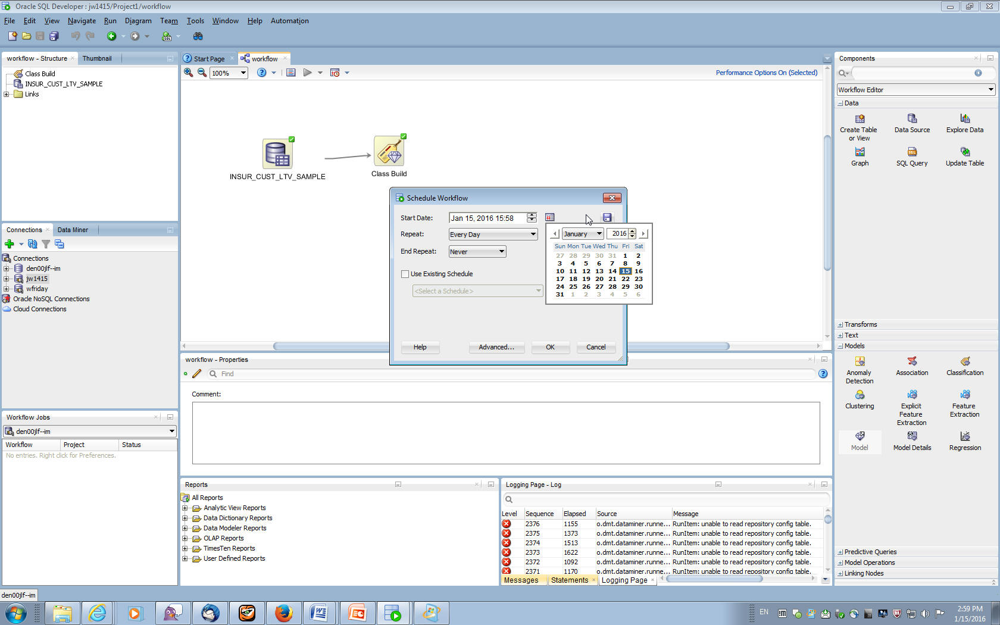 Oracle SQL Developer : jw1415/Project1/workflow
File Edit View Navigate Run Diagram Team Tools Window Help Automation
workflow - Structure
Thumbnail
Class Build
INSUR_CUST_LTV_SAMPLE
Links
Connections
Data Miner
Connections
den00jlf--im
jw1415
wfriday
Oracle NoSQL Connections
Cloud Connections
Workflow Jobs
den00jlf--im
Workflow Project Status
No entries. Right click for Preferences.
Start Page
workflow
100%
Performance Options On (Selected)
INSUR_CUST_LTV_SAMPLE
Class Build
Schedule Workflow
Start Date: Jan 15, 2016 15:58
Repeat: Every Day
End Repeat: Never
Use Existing Schedule
<Select a Schedule>
Help Advanced... OK Cancel
January 2016
Sun Mon Tue Wed Thu Fri Sat
27 28 29 30 31 1 2
3 4 5 6 7 8 9
10 11 12 13 14 15 16
17 18 19 20 21 22 23
24 25 26 27 28 29 30
31 1 2 3 4 5 6
workflow - Properties
Find
Comment:
Reports
All Reports
Analytic View Reports
Data Dictionary Reports
Data Modeler Reports
OLAP Reports
TimesTen Reports
User Defined Reports
Logging Page - Log
Level Sequence Elapsed Source Message
2376 1155 o.dmt.dataminer.runne... RunItem: unable to read repository config table.
2375 1373 o.dmt.dataminer.runne... RunItem: unable to read repository config table.
2374 1513 o.dmt.dataminer.runne... RunItem: unable to read repository config table.
2373 1622 o.dmt.dataminer.runne... RunItem: unable to read repository config table.
2372 1092 o.dmt.dataminer.runne... RunItem: unable to read repository config table.
2371 1170 o.dmt.dataminer.runne... RunItem: unable to read repository config table.
Messages Statements Logging Page
Components
Workflow Editor
Data
Create Table or View
Data Source
Explore Data
Graph
SQL Query
Update Table
Transforms
Text
Models
Anomaly Detection
Association
Classification
Clustering
Explicit Feature Extraction
Feature Extraction
Model
Model Details
Regression
Predictive Queries
Model Operations
Linking Nodes
den00jlf--im
EN
2:59 PM
1/15/2016